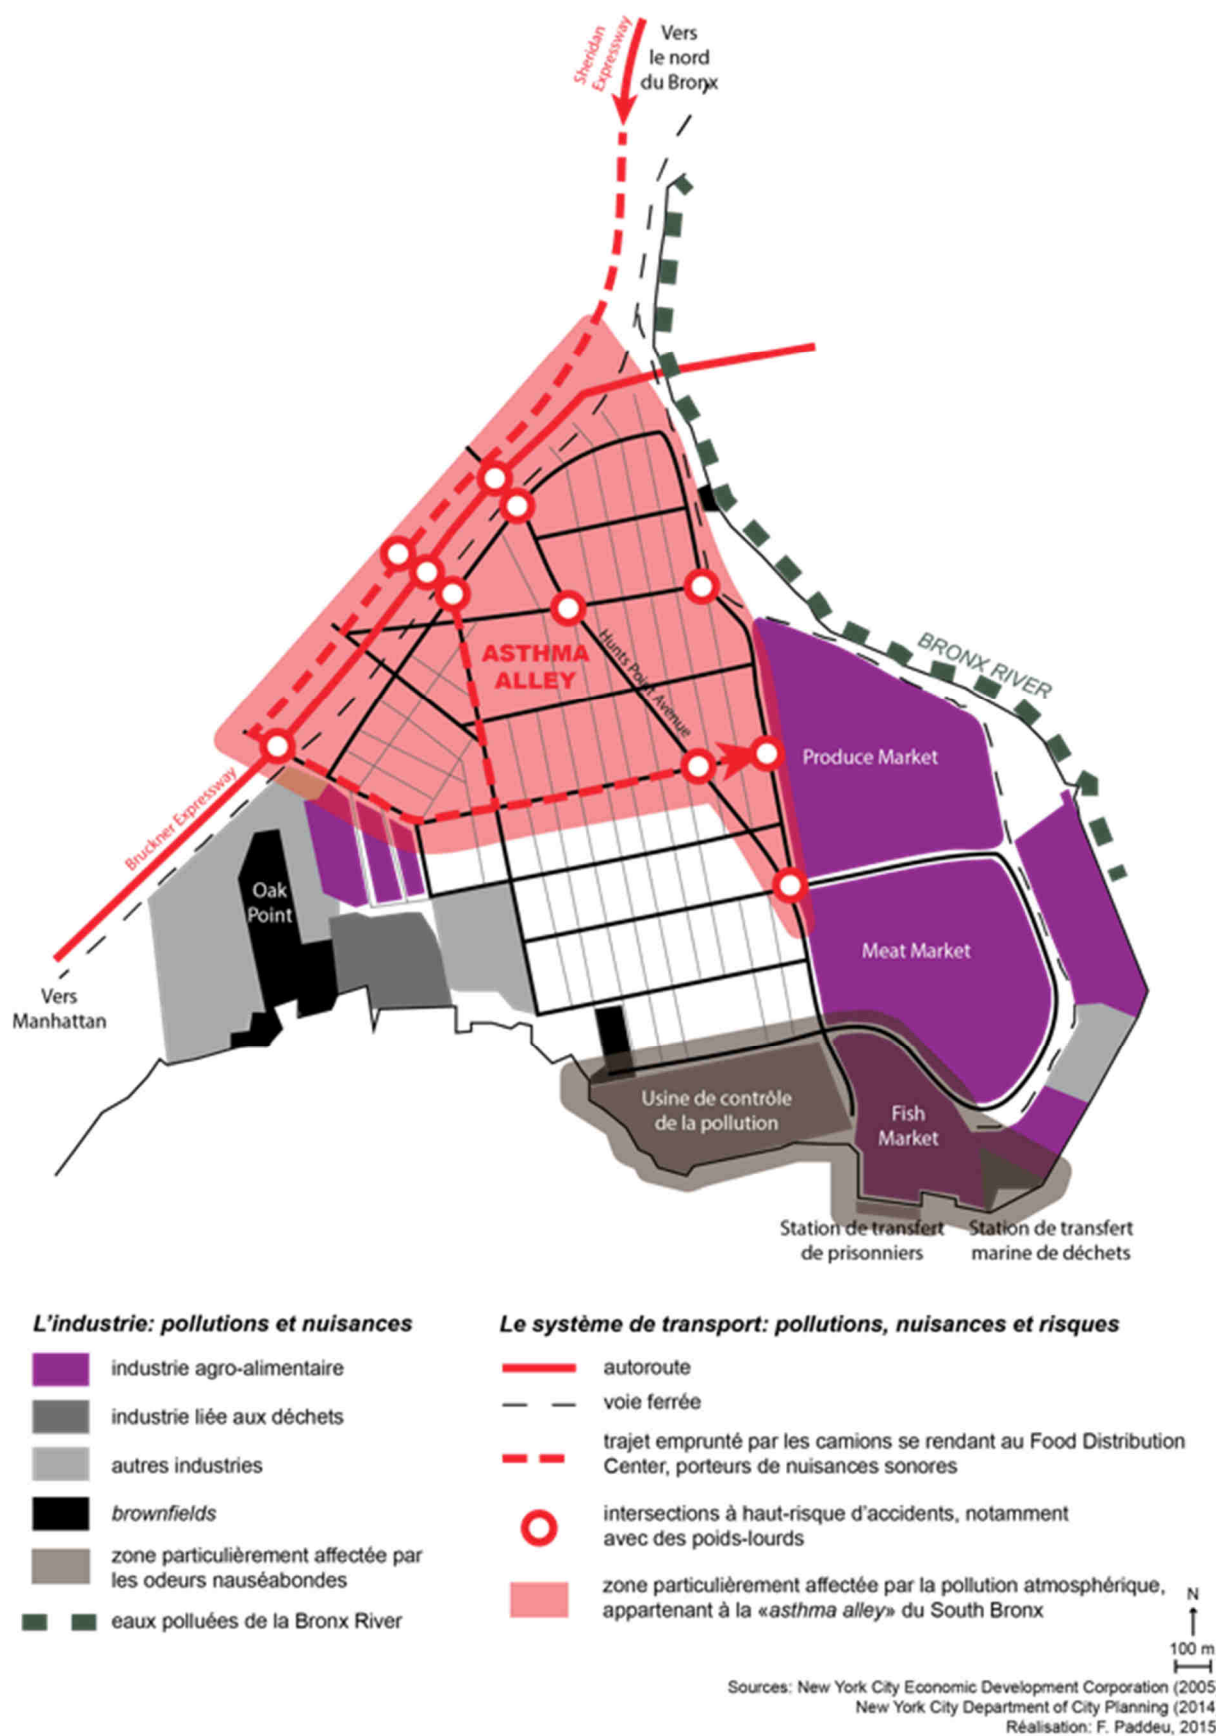 Sheridan
Expressway
Vers
le nord
du Bronx
ASTHMA
ALLEY
Hunts Point Avenue
BRONX RIVER
Produce Market
Bruckner Expressway
Oak
Point
Meat Market
Vers
Manhattan
Usine de contrôle
de la pollution
Fish
Market
Station de transfert
de prisonniers
Station de transfert
marine de déchets
L'industrie: pollutions et nuisances
industrie agro-alimentaire
industrie liée aux déchets
autres industries
brownfields
zone particulièrement affectée par
les odeurs nauséabondes
eaux polluées de la Bronx River
Le système de transport: pollutions, nuisances et risques
autoroute
voie ferrée
trajet emprunté par les camions se rendant au Food Distribution
Center, porteurs de nuisances sonores
intersections à haut-risque d'accidents, notamment
avec des poids-lourds
zone particulièrement affectée par la pollution atmosphérique,
appartenant à la «asthma alley» du South Bronx
N
100 m
Sources: New York City Economic Development Corporation (2005
New York City Department of City Planning (2014
Réalisation: F. Paddeu, 2015